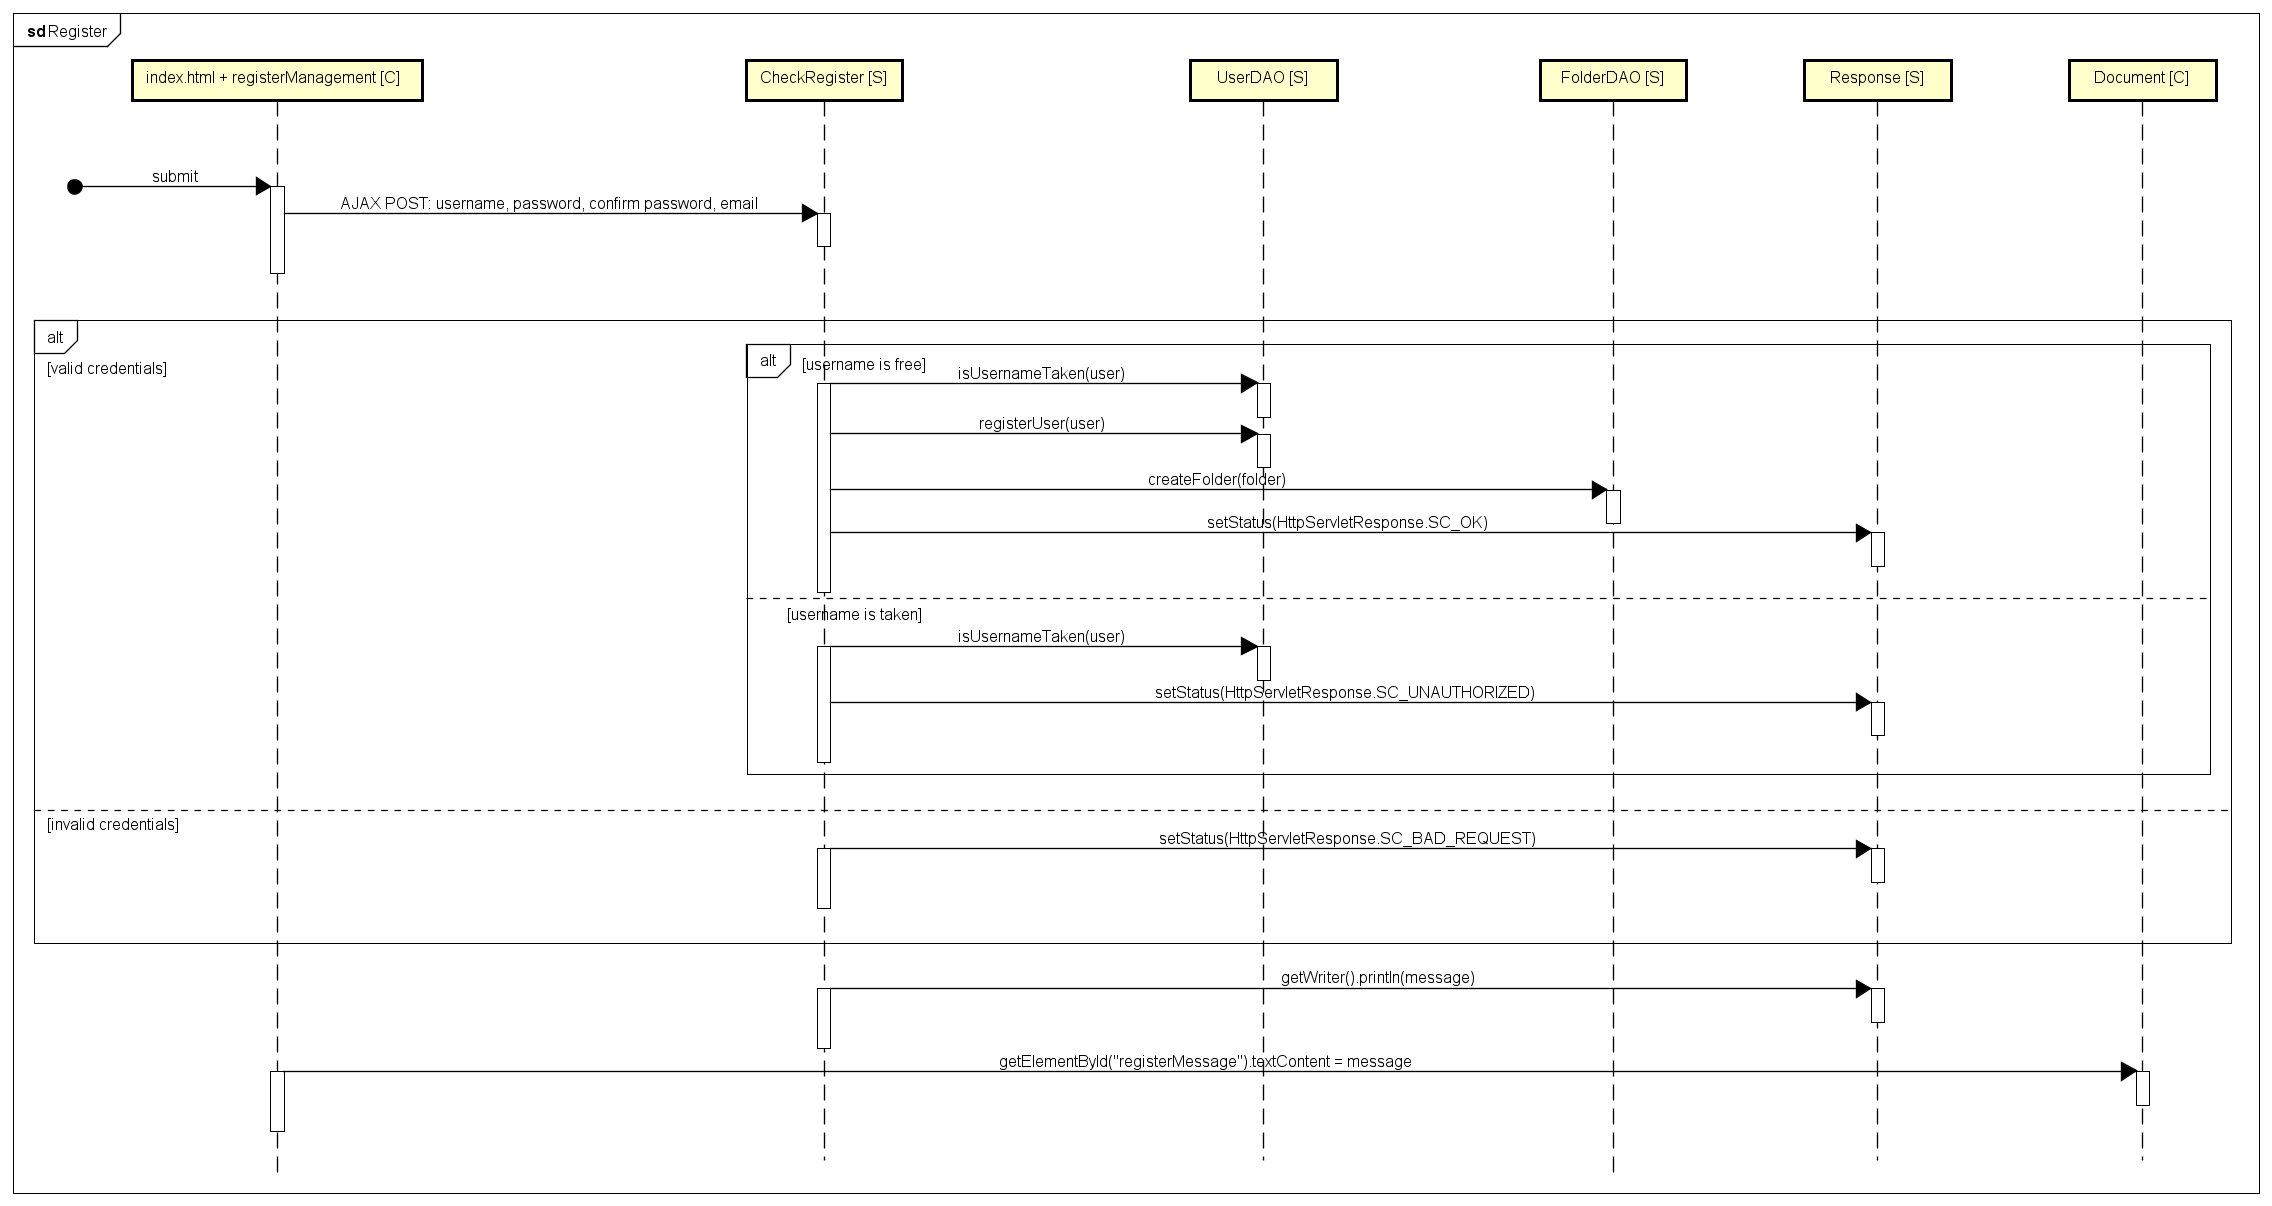 sd Register
index.html + registerManagement [C]
CheckRegister [S]
UserDAO [S]
FolderDAO [S]
Response [S]
Document [C]
submit
AJAX POST: username, password, confirm password, email
alt
[valid credentials]
alt
[username is free]
isUsernameTaken(user)
registerUser(user)
createFolder(folder)
setStatus(HttpServletResponse.SC_OK)
[username is taken]
isUsernameTaken(user)
setStatus(HttpServletResponse.SC_UNAUTHORIZED)
[invalid credentials]
setStatus(HttpServletResponse.SC_BAD_REQUEST)
getWriter().println(message)
getElementById("registerMessage").textContent = message